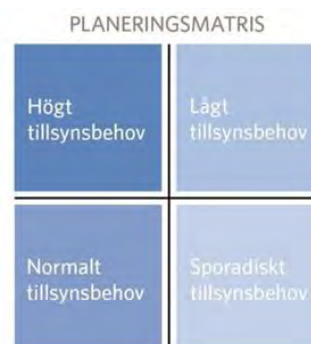 PLANERINGSMATRIS
Högt
tillsynsbehov
Lågt
tillsynsbehov
Normalt
tillsynsbehov
Sporadiskt
tillsynsbehov